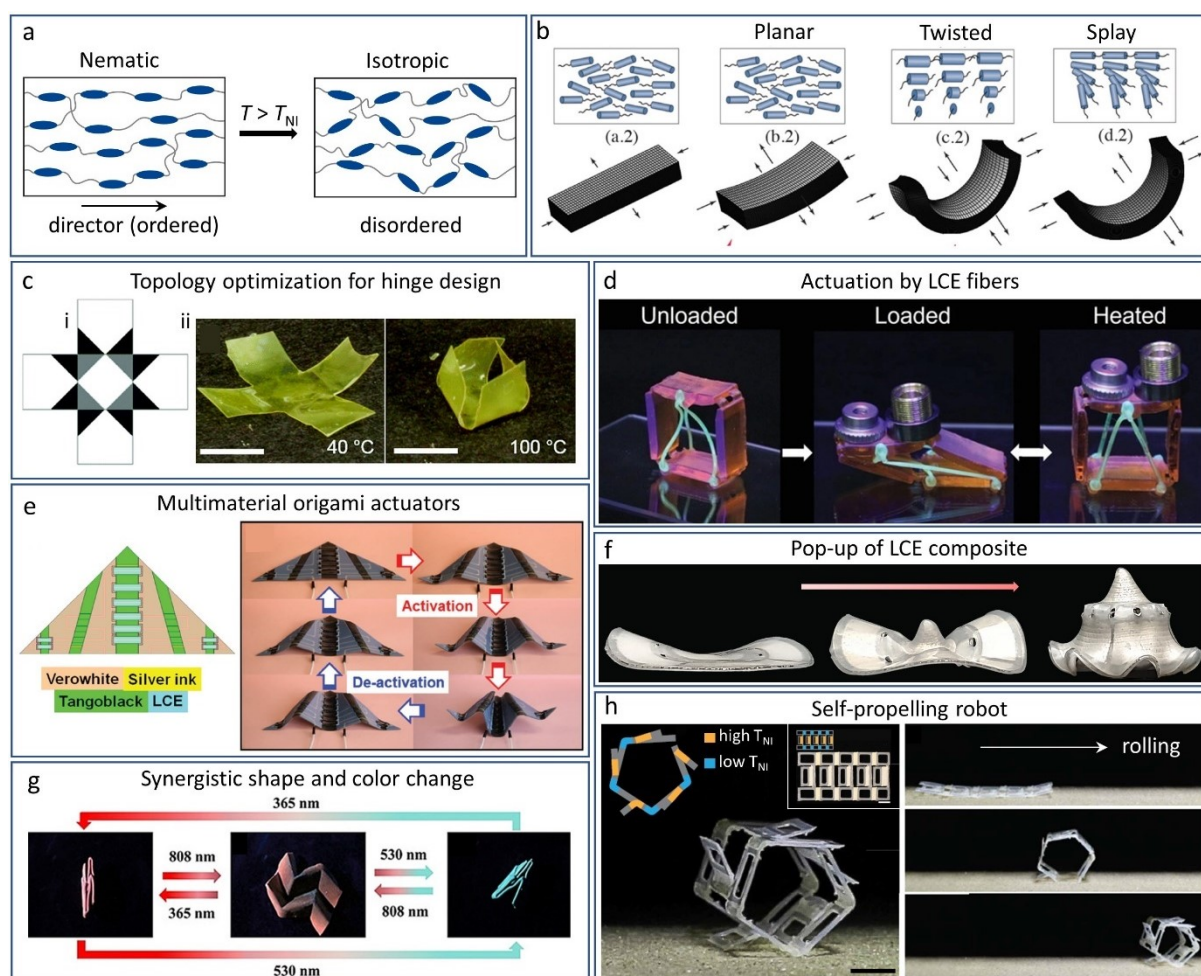 a
Nematic
Isotropic
T > T_NI
director (ordered)
disordered
b
Planar
Twisted
Splay
(a.2)
(b.2)
(c.2)
(d.2)
c
Topology optimization for hinge design
i
ii
40 °C
100 °C
d
Actuation by LCE fibers
Unloaded
Loaded
Heated
e
Multimaterial origami actuators
Verowhite
Silver ink
Tangoblack
LCE
Activation
De-activation
f
Pop-up of LCE composite
g
Synergistic shape and color change
365 nm
808 nm
365 nm
530 nm
808 nm
530 nm
h
Self-propelling robot
high T_NI
low T_NI
rolling